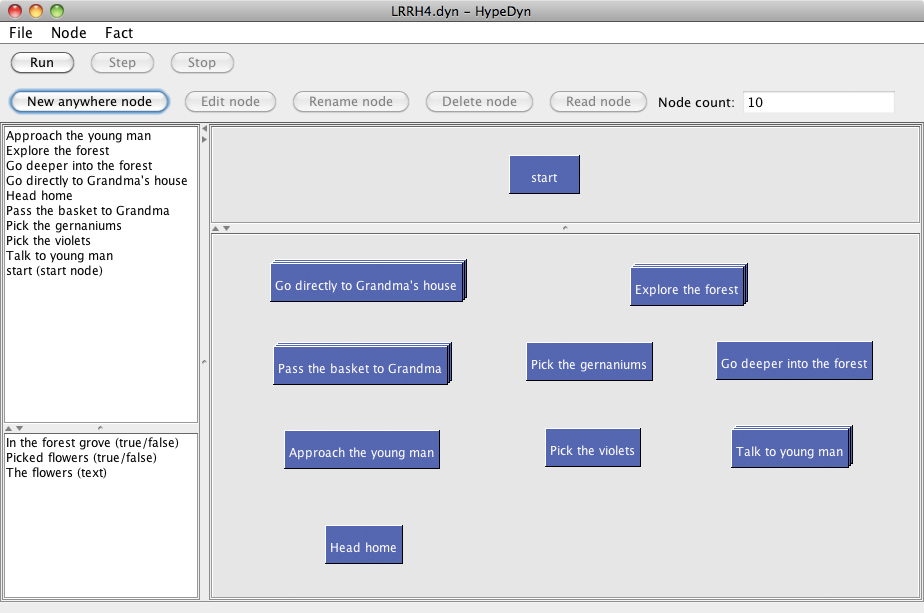 LRRH4.dyn - HypeDyn
File Node Fact
Run Step Stop
New anywhere node Edit node Rename node Delete node Read node Node count: 10
Approach the young man
Explore the forest
Go deeper into the forest
Go directly to Grandma's house
Head home
Pass the basket to Grandma
Pick the gernaniums
Pick the violets
Talk to young man
start (start node)
In the forest grove (true/false)
Picked flowers (true/false)
The flowers (text)
start
Go directly to Grandma's house Explore the forest
Pass the basket to Grandma Pick the gernaniums Go deeper into the forest
Approach the young man Pick the violets Talk to young man
Head home